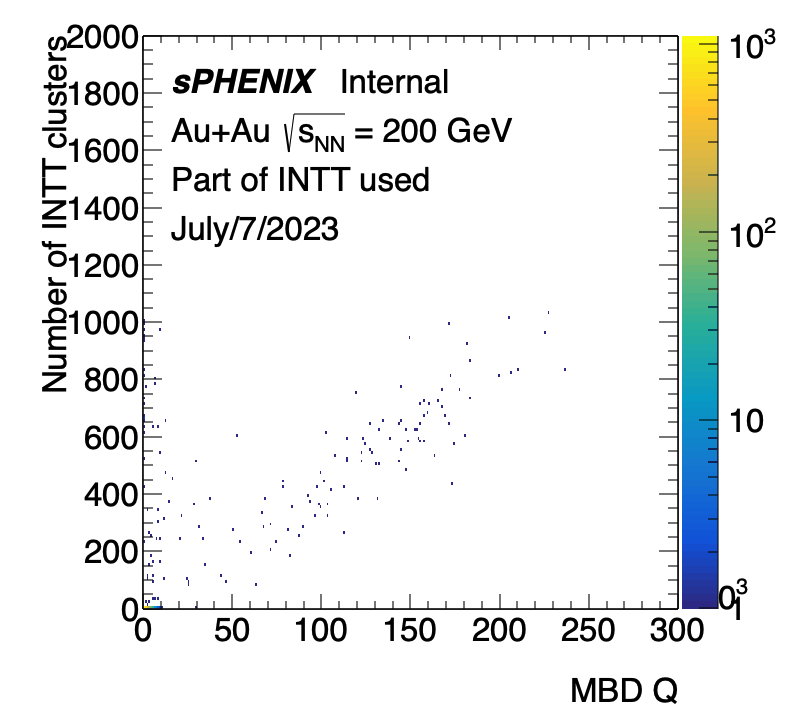 Number of INTT clusters
2000
1800
1600
1400
1200
1000
800
600
400
200
0
sPHENIX Internal
Au+Au √sNN = 200 GeV
Part of INTT used
July/7/2023
10³
10²
10
1
0 50 100 150 200 250 300
MBD Q